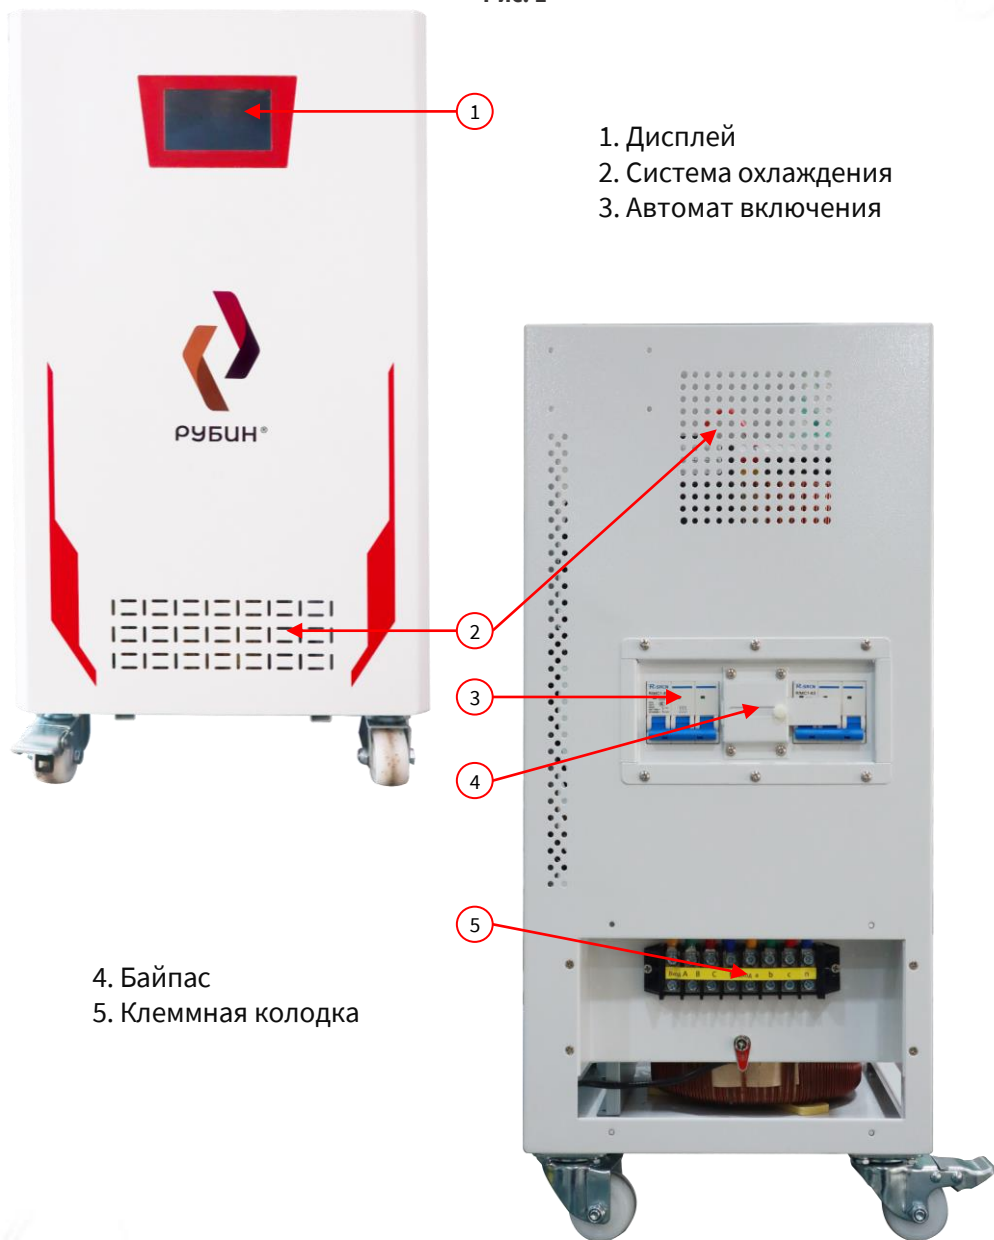 1
1. Дисплей
2. Система охлаждения
3. Автомат включения
РУБИН®
2
3
4
5
A B C a b c n
4. Байпас
5. Клеммная колодка